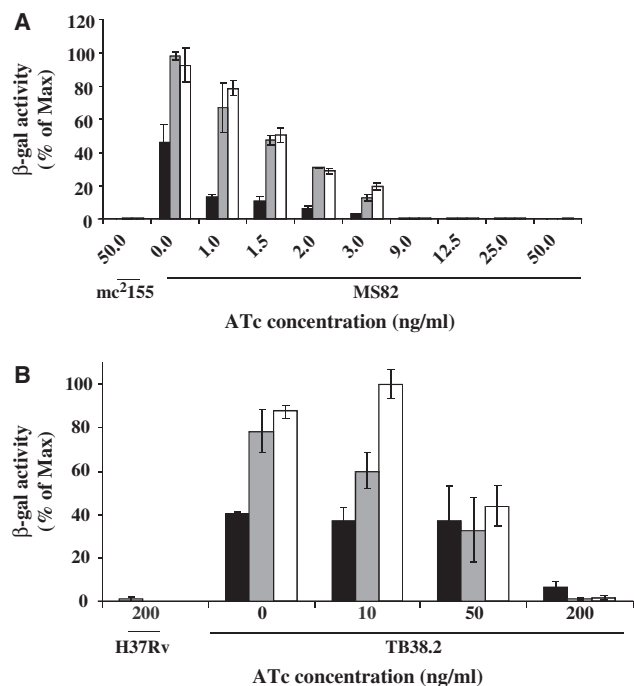 A
β-gal activity
(% of Max)
120
100
80
60
40
20
0
50.0
0.0
1.0
1.5
2.0
3.0
9.0
12.5
25.0
50.0
mc²155
MS82
ATc concentration (ng/ml)
B
β-gal activity
(% of Max)
100
80
60
40
20
0
200
0
10
50
200
H37Rv
TB38.2
ATc concentration (ng/ml)